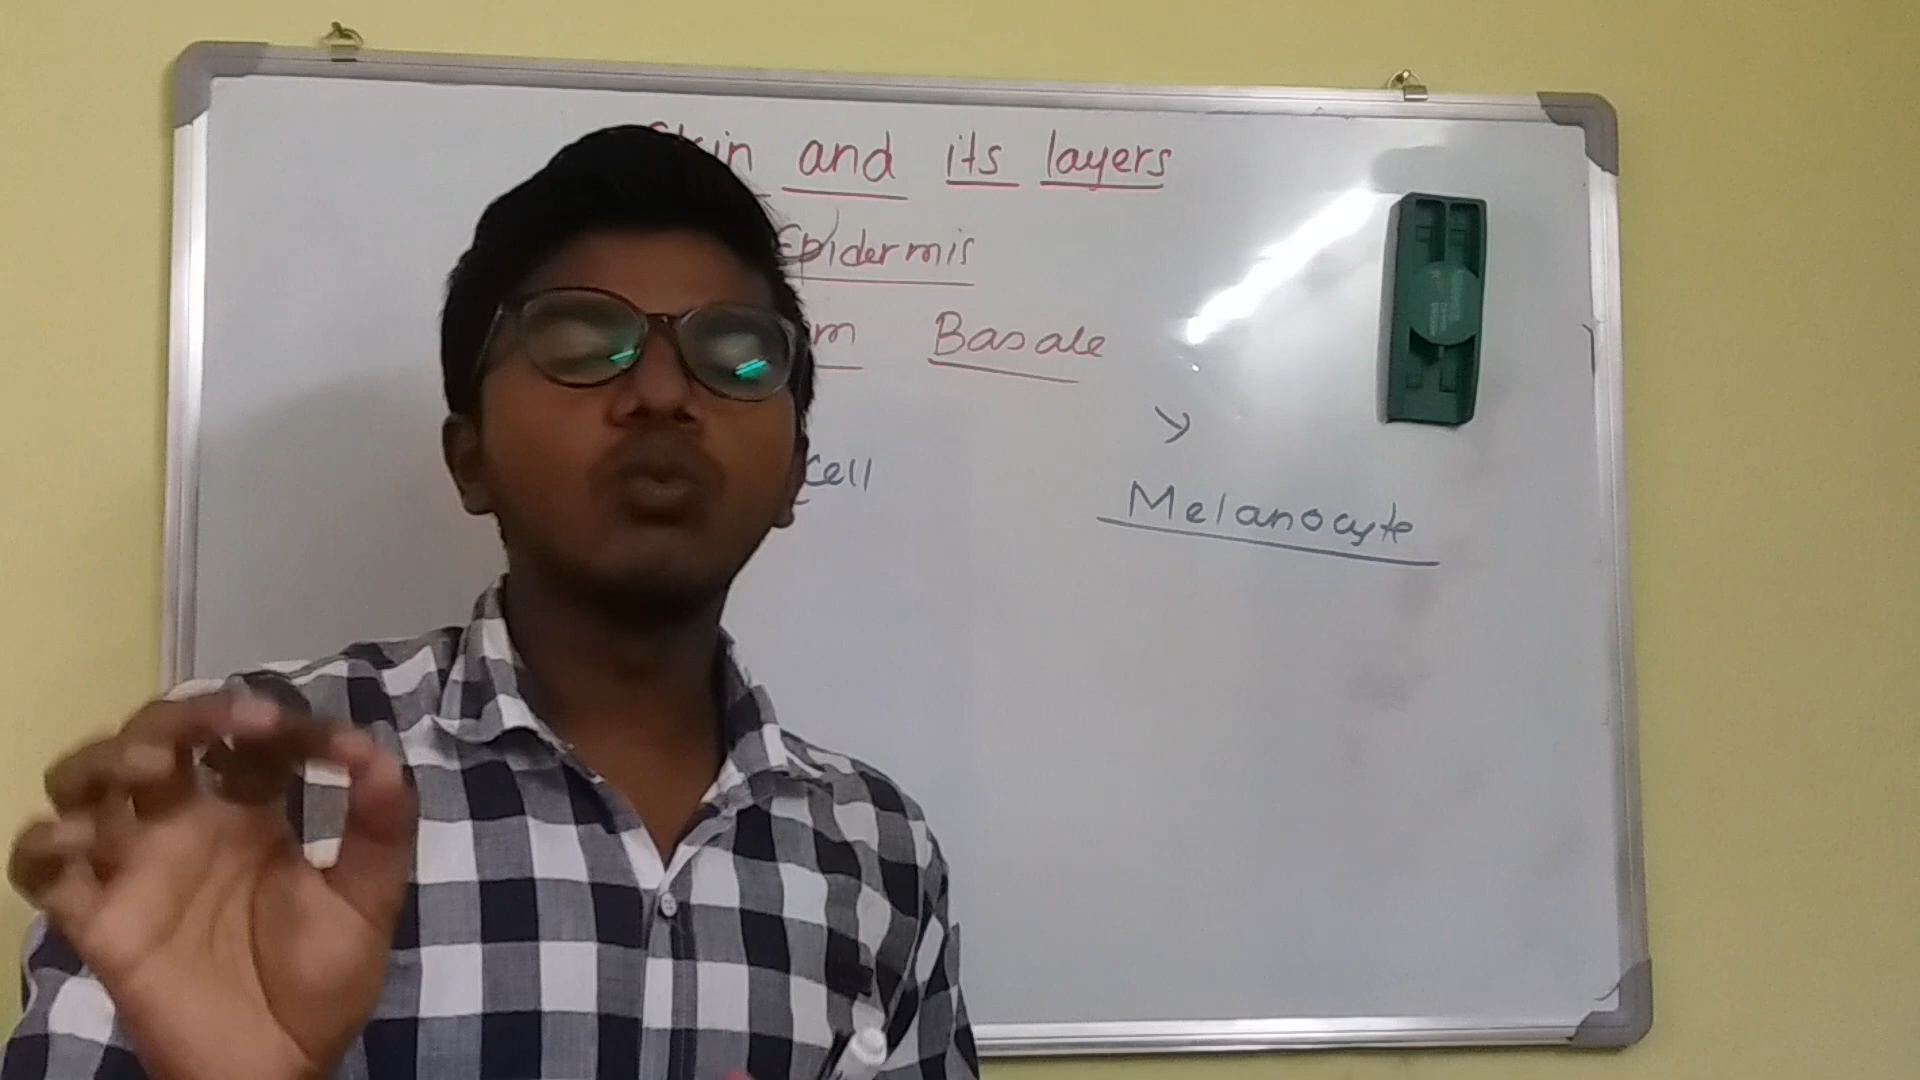 Skin and its layers
Epidermis
m Basale
Cell
Melanocyte